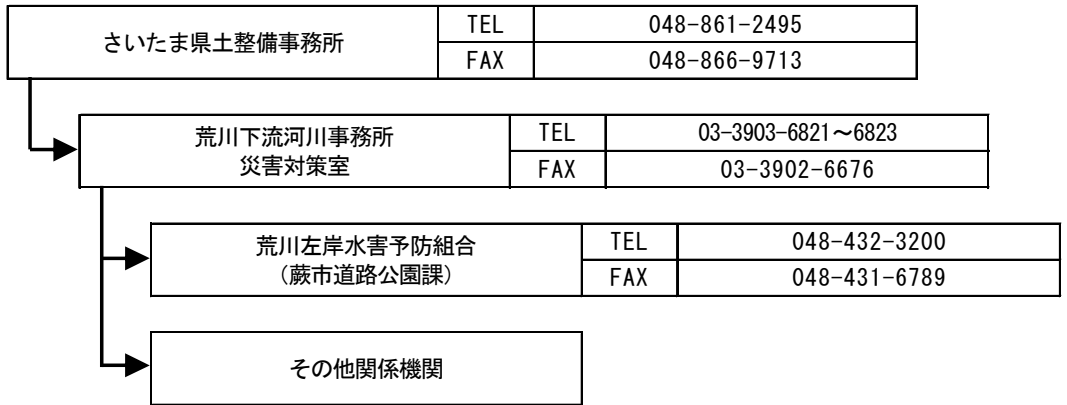 さいたま県土整備事務所
TEL
048-861-2495
FAX
048-866-9713
荒川下流河川事務所
災害対策室
TEL
03-3903-6821～6823
FAX
03-3902-6676
荒川左岸水害予防組合
（蕨市道路公園課）
TEL
048-432-3200
FAX
048-431-6789
その他関係機関